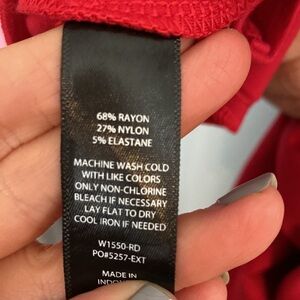 68% RAYON
27% NYLON
5% ELASTANE
MACHINE WASH COLD
WITH LIKE COLORS
ONLY NON-CHLORINE
BLEACH IF NECESSARY
LAY FLAT TO DRY
COOL IRON IF NEEDED
W1550-RD
PO#5257-EXT
MADE IN